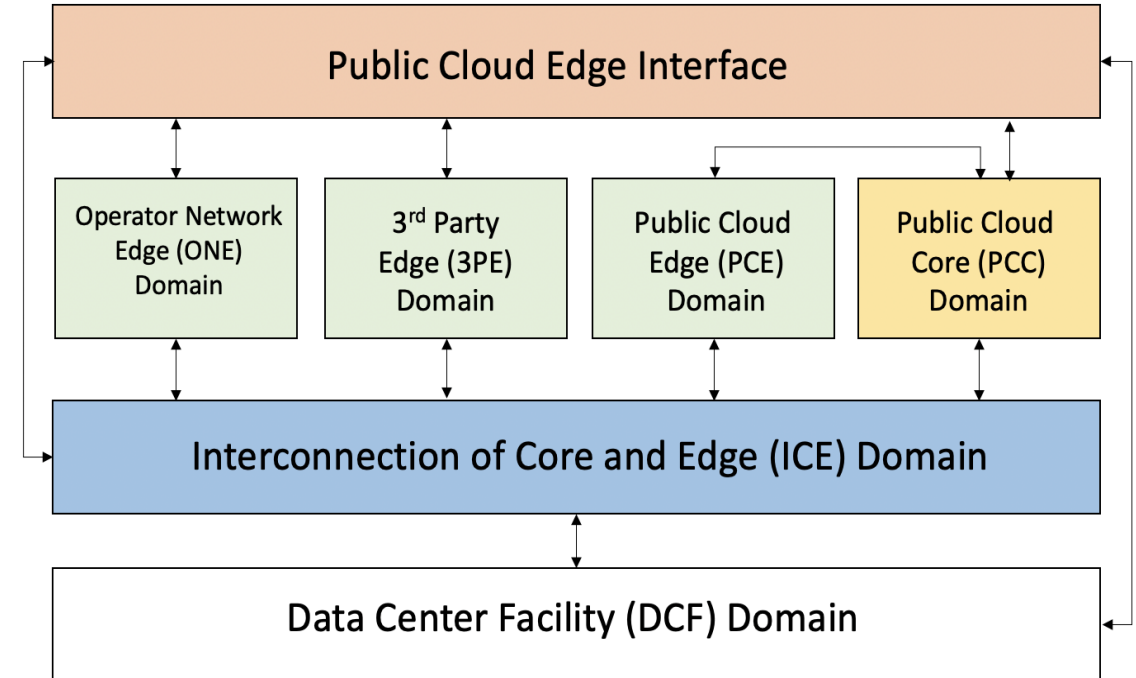 Public Cloud Edge Interface
Operator Network
Edge (ONE)
Domain
3rd Party
Edge (3PE)
Domain
Public Cloud
Edge (PCE)
Domain
Public Cloud
Core (PCC)
Domain
Interconnection of Core and Edge (ICE) Domain
Data Center Facility (DCF) Domain